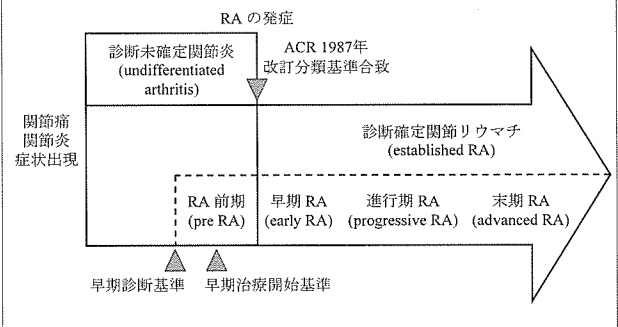 RA の発症
診断未確定関節炎
(undifferentiated
arthritis)
ACR 1987年
改訂分類基準合致
関節痛
関節炎
症状出現
診断確定関節リウマチ
(established RA)
RA 前期
(pre RA)
早期 RA
(early RA)
進行期 RA
(progressive RA)
末期 RA
(advanced RA)
早期診断基準
早期治療開始基準